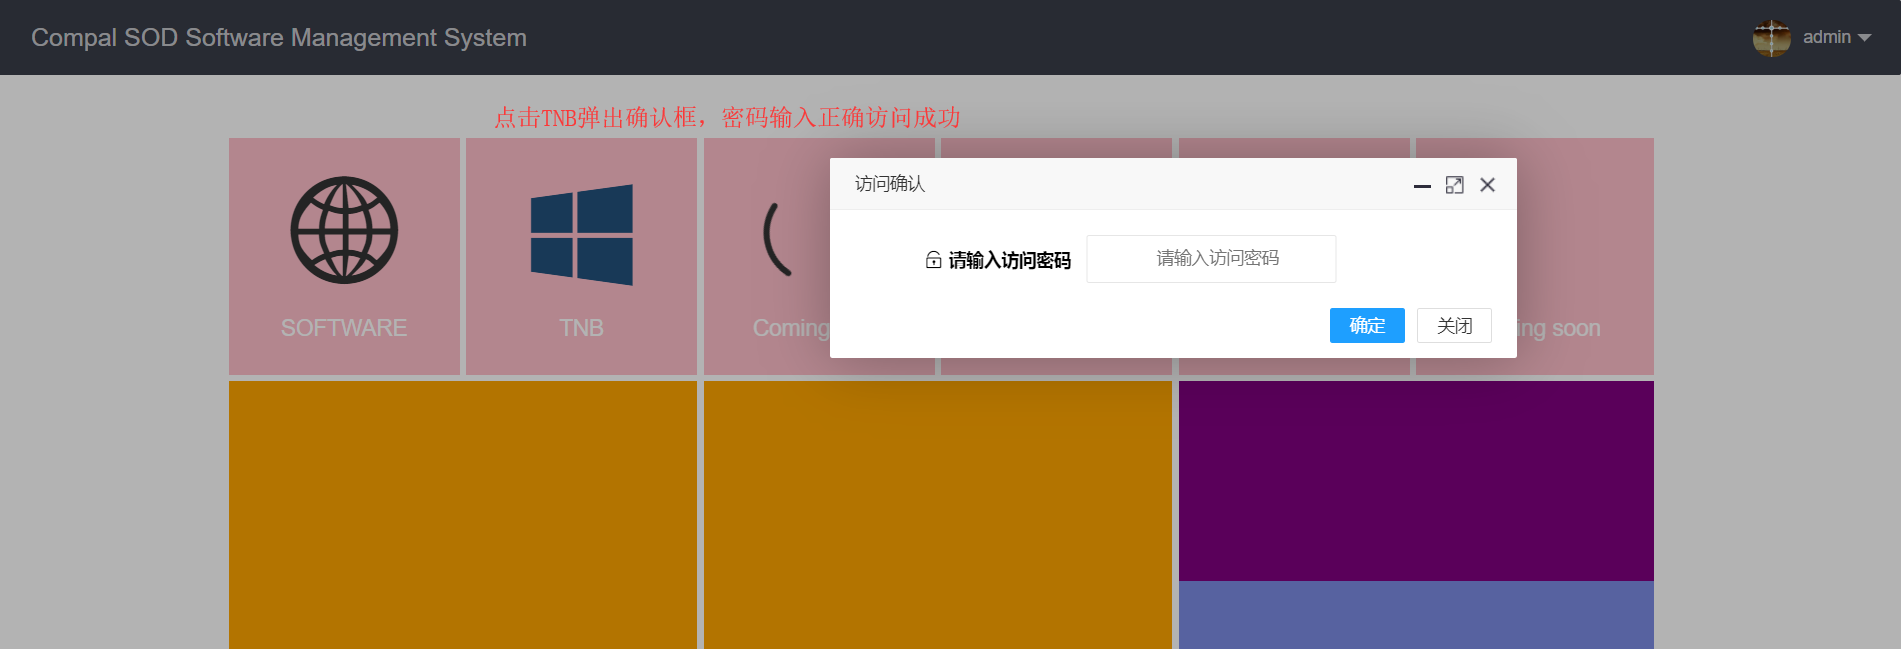 Compal SOD Software Management System
admin
点击TNB弹出确认框，密码输入正确访问成功
访问确认
请输入访问密码
请输入访问密码
确定
关闭
SOFTWARE
TNB
Coming
ing soon